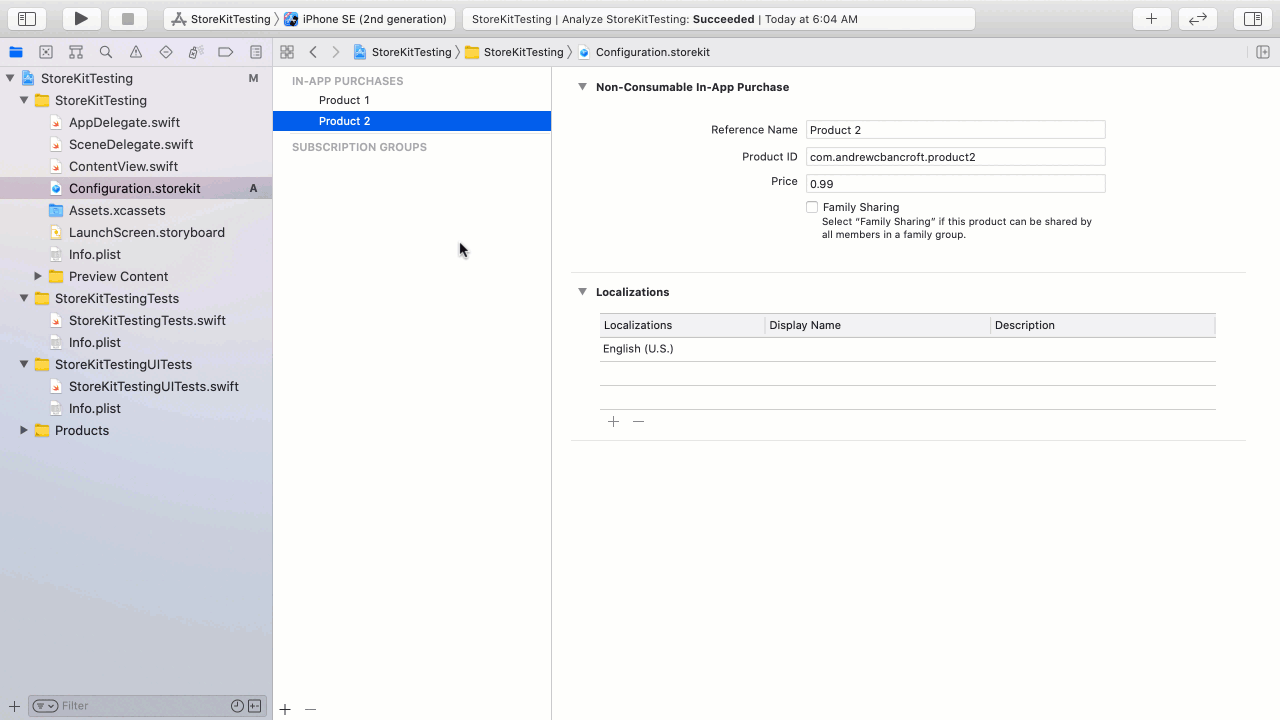 StoreKitTesting
iPhone SE (2nd generation)
StoreKitTesting | Analyze StoreKitTesting: Succeeded | Today at 6:04 AM
StoreKitTesting
StoreKitTesting
Configuration.storekit
StoreKitTesting M
StoreKitTesting
AppDelegate.swift
SceneDelegate.swift
ContentView.swift
Configuration.storekit A
Assets.xcassets
LaunchScreen.storyboard
Info.plist
Preview Content
StoreKitTestingTests
StoreKitTestingTests.swift
Info.plist
StoreKitTestingUITests
StoreKitTestingUITests.swift
Info.plist
Products
Filter
IN-APP PURCHASES
Product 1
Product 2
SUBSCRIPTION GROUPS
Non-Consumable In-App Purchase
Reference Name Product 2
Product ID com.andrewcbancroft.product2
Price 0.99
Family Sharing
Select “Family Sharing” if this product can be shared by
all members in a family group.
Localizations
Localizations Display Name Description
English (U.S.)